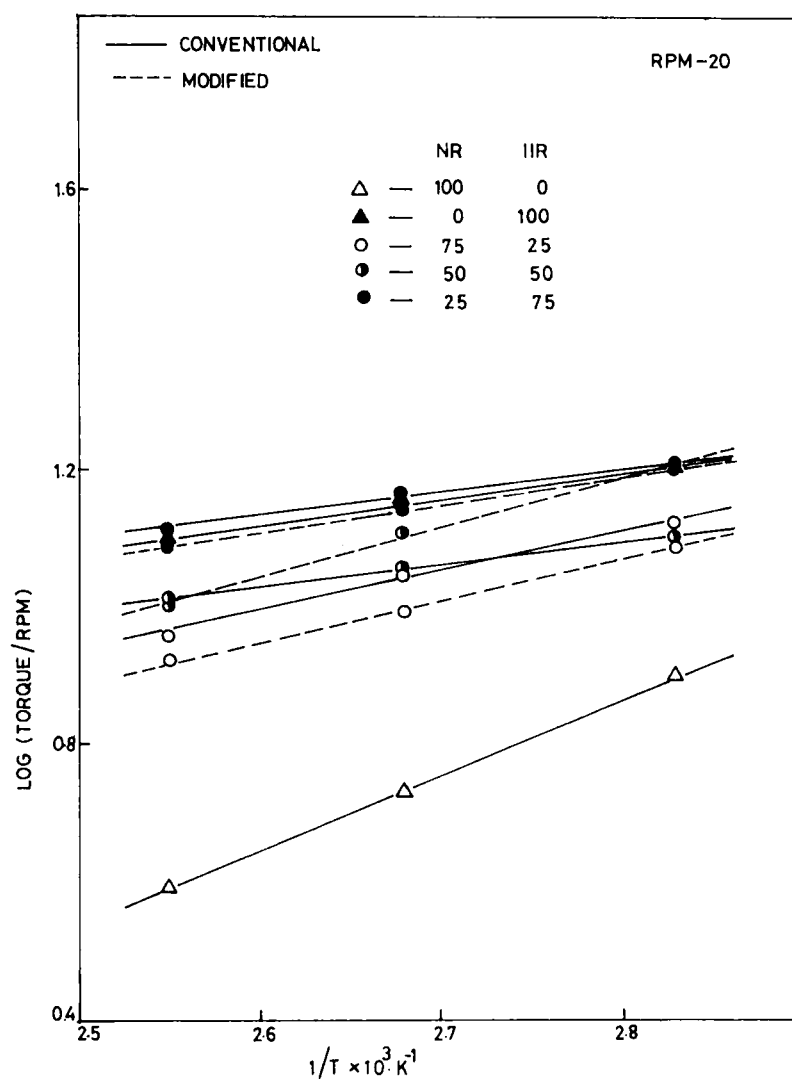 CONVENTIONAL
MODIFIED
RPM-20
NR IIR
100 0
0 100
75 25
50 50
25 75
1.6
1.2
0.8
0.4
LOG (TORQUE/RPM)
2.5 2.6 2.7 2.8
1/T × 10³ K⁻¹